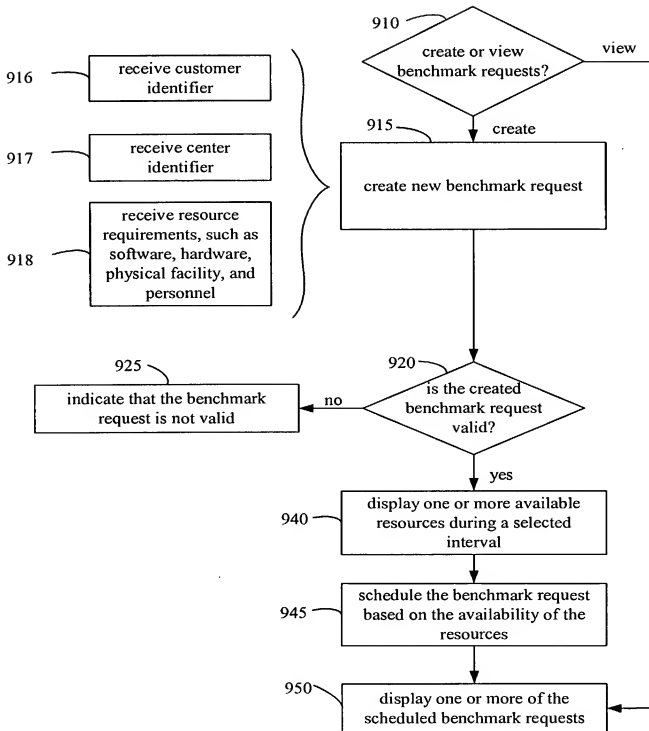 910
create or view
benchmark requests?
view
create
916
receive customer
identifier
917
receive center
identifier
918
receive resource
requirements, such as
software, hardware,
physical facility, and
personnel
915
create new benchmark request
920
is the created
benchmark request
valid?
no
925
indicate that the benchmark
request is not valid
yes
940
display one or more available
resources during a selected
interval
945
schedule the benchmark request
based on the availability of the
resources
950
display one or more of the
scheduled benchmark requests